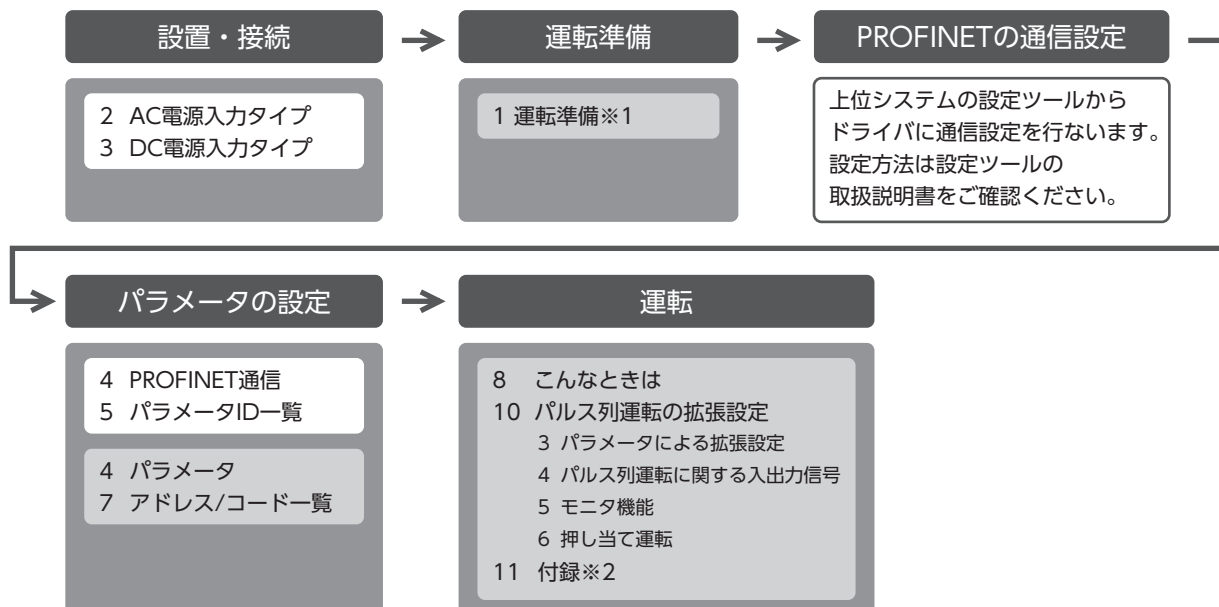 設置・接続
2 AC電源入力タイプ
3 DC電源入力タイプ
運転準備
1 運転準備※1
PROFINETの通信設定
上位システムの設定ツールから
ドライバに通信設定を行ないます。
設定方法は設定ツールの
取扱説明書をご確認ください。
パラメータの設定
4 PROFINET通信
5 パラメータID一覧
4 パラメータ
7 アドレス/コード一覧
運転
8 こんなときは
10 パルス列運転の拡張設定
3 パラメータによる拡張設定
4 パルス列運転に関する入出力信号
5 モニタ機能
6 押し当て運転
11 付録※2